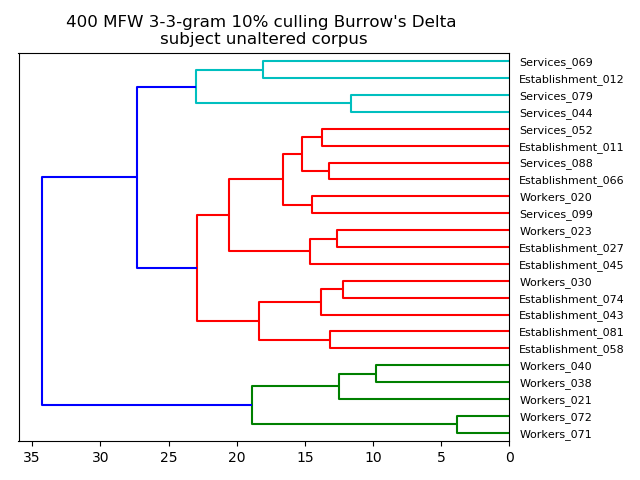 400 MFW 3-3-gram 10% culling Burrow's Delta
subject unaltered corpus
Services_069
Establishment_012
Services_079
Services_044
Services_052
Establishment_011
Services_088
Establishment_066
Workers_020
Services_099
Workers_023
Establishment_027
Establishment_045
Workers_030
Establishment_074
Establishment_043
Establishment_081
Establishment_058
Workers_040
Workers_038
Workers_021
Workers_072
Workers_071
35 30 25 20 15 10 5 0